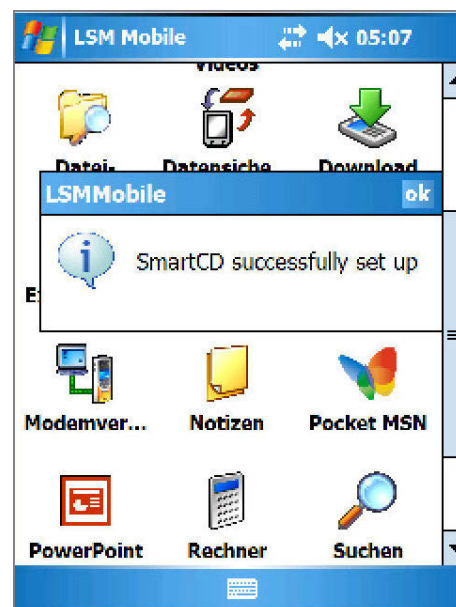 LSM Mobile 05:07
Videos
Datei- Datensiche Download
LSMMobile ok
SmartCD successfully set up
Modemver... Notizen Pocket MSN
PowerPoint Rechner Suchen